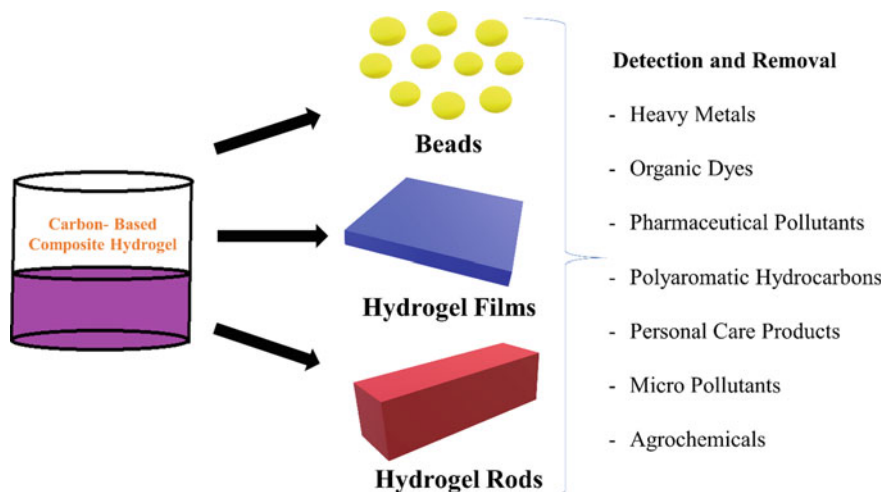 Carbon- Based
Composite Hydrogel
Beads
Hydrogel Films
Hydrogel Rods
Detection and Removal
- Heavy Metals
- Organic Dyes
- Pharmaceutical Pollutants
- Polyaromatic Hydrocarbons
- Personal Care Products
- Micro Pollutants
- Agrochemicals